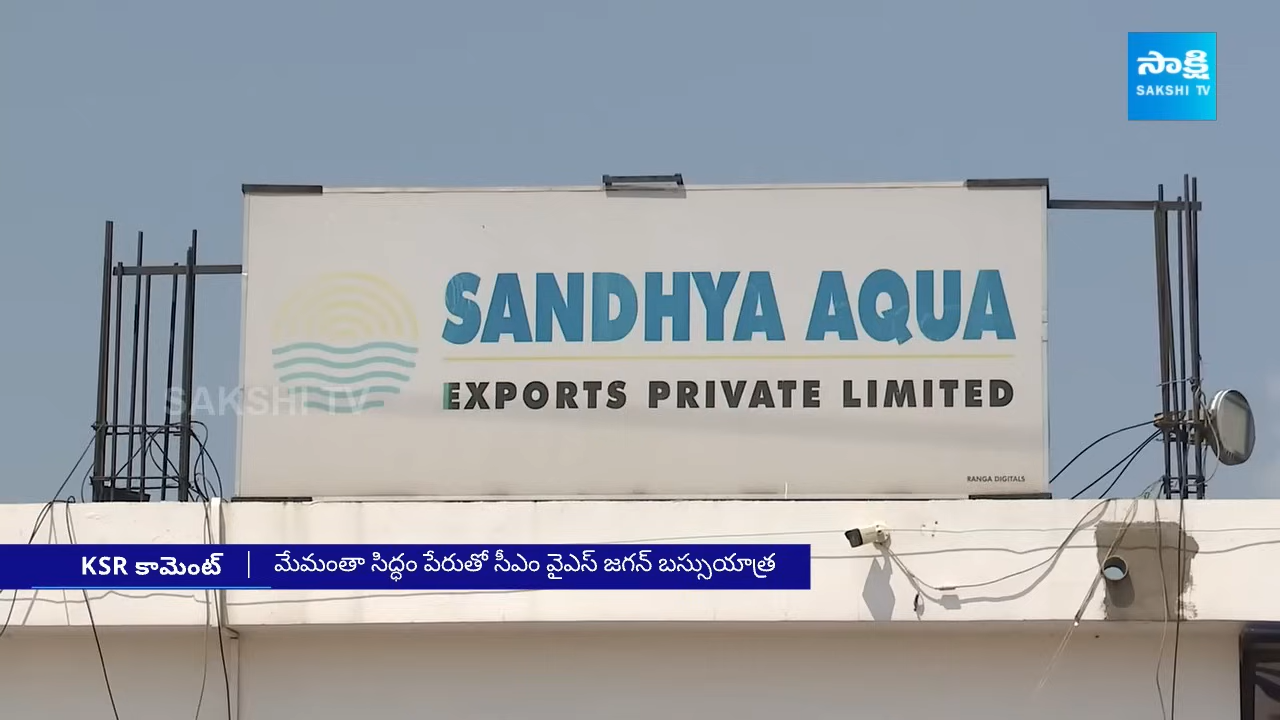 సాక్షి
SAKSHI TV
SANDHYA AQUA
EXPORTS PRIVATE LIMITED
SAKSHI TV
RANGA DIGITALS
KSR కామెంట్ | మేమంతా సిద్ధం పేరుతో సీఎం వైఎస్ జగన్ బస్సుయాత్ర